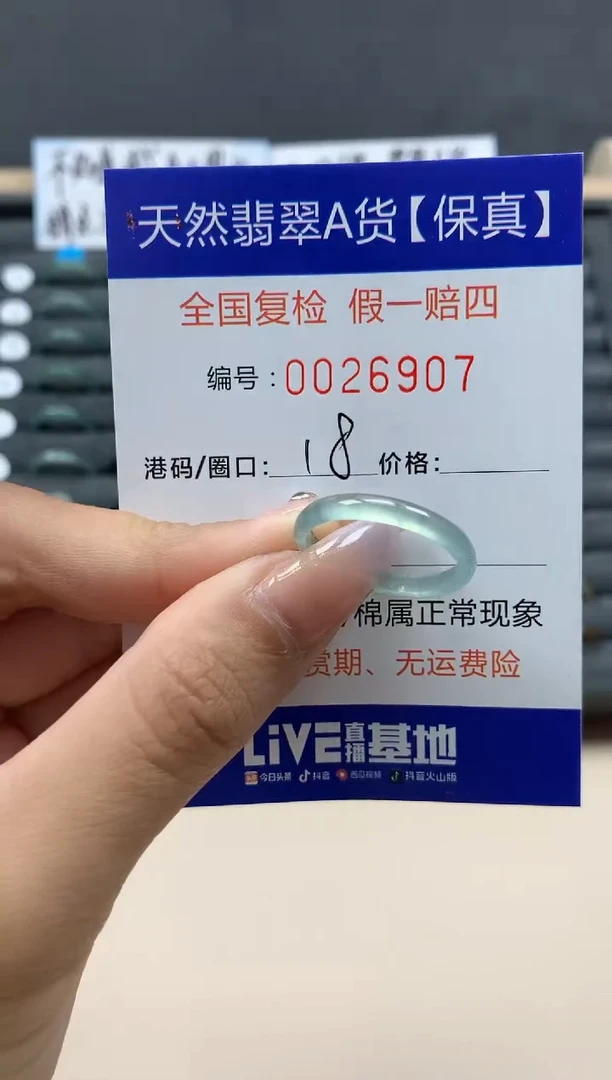 天然翡翠A货【保真】
全国复检 假一赔四
编号：0026907
港码/圈口：18 价格：
棉属正常现象
赏期、无运费险
LiVE直播基地
今日头条 抖音 西瓜视频 抖音火山版